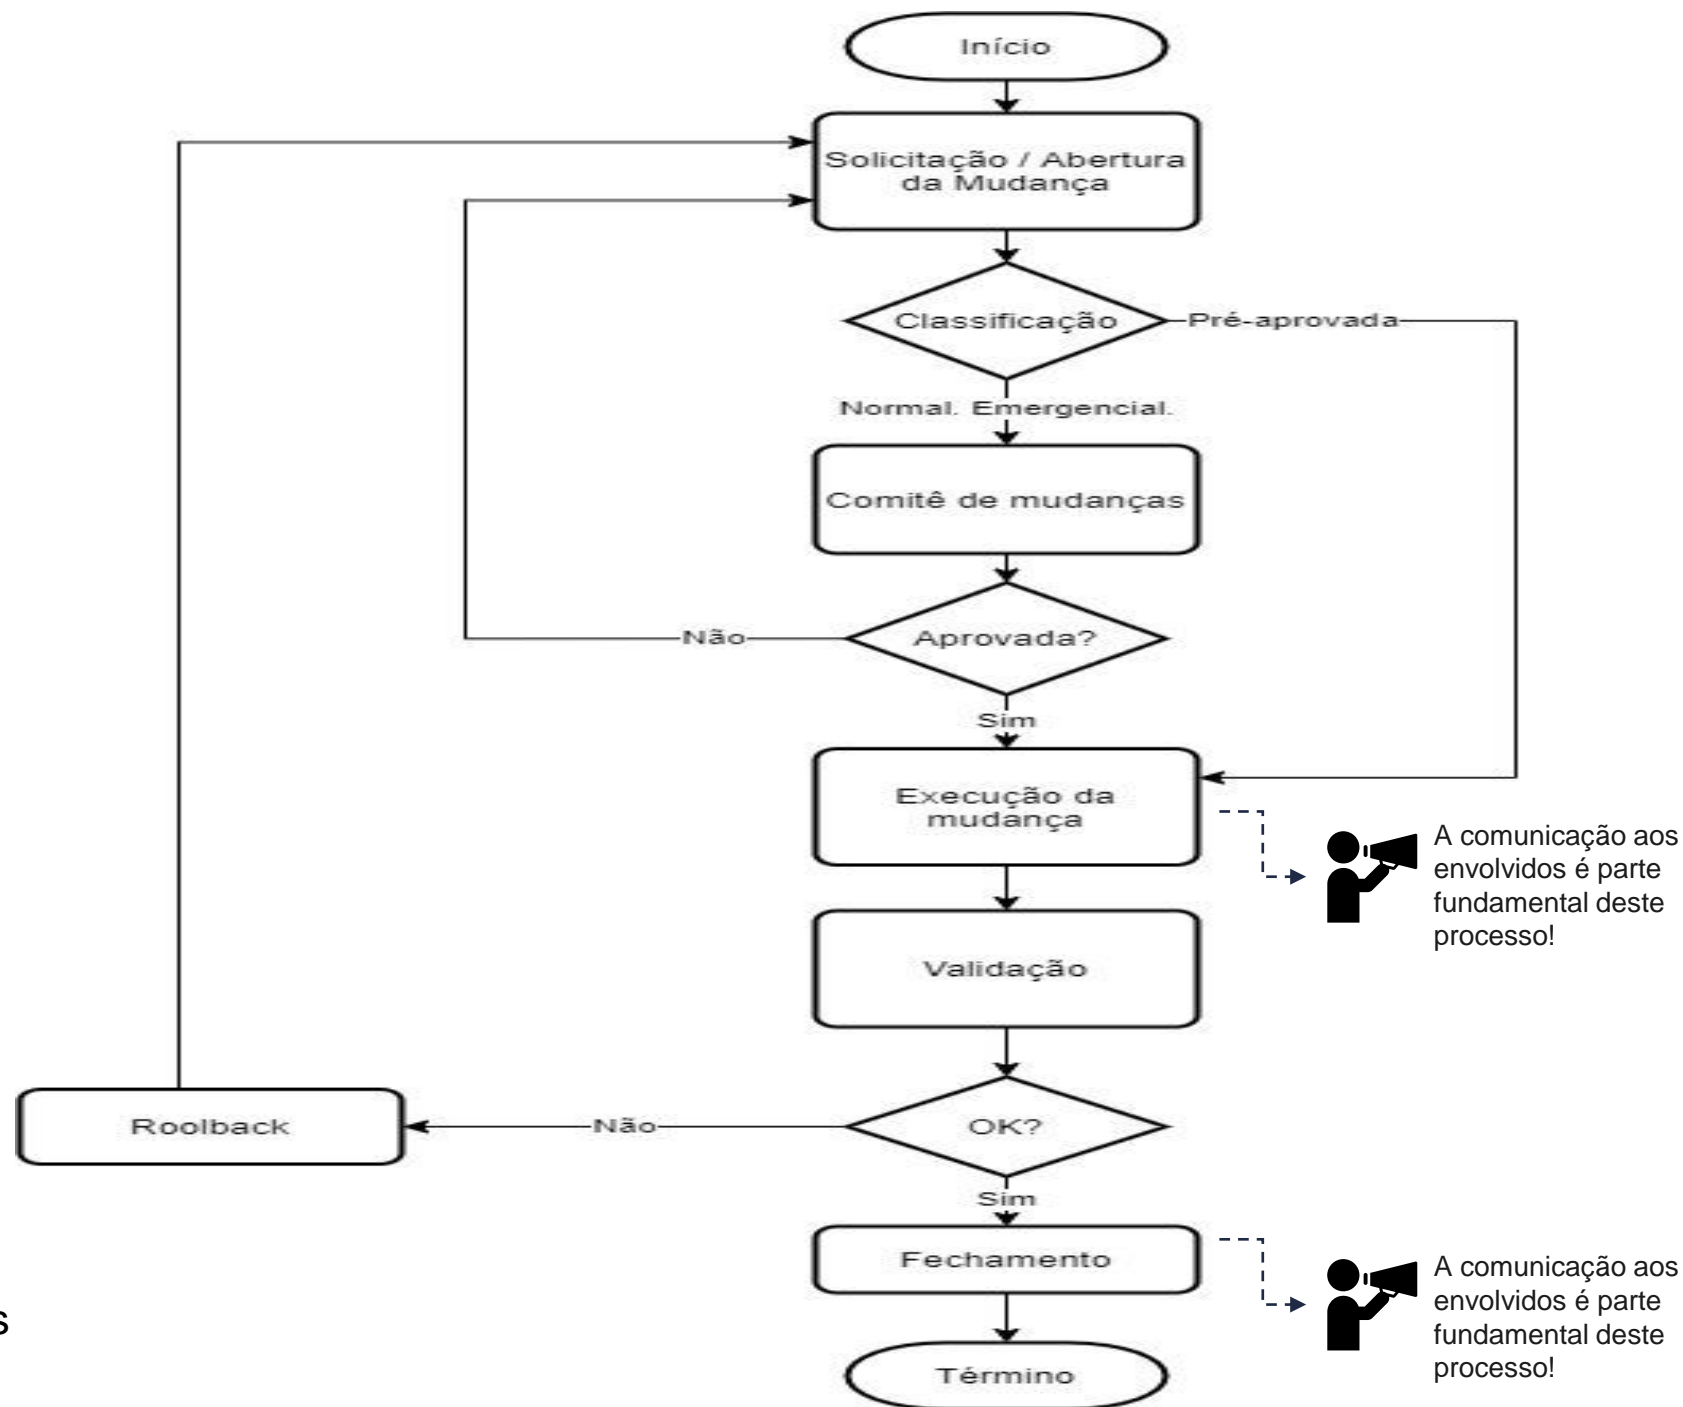 Início
Solicitação / Abertura
da Mudança
Classificação
Pré-aprovada
Normal. Emergencial.
Comitê de mudanças
Não
Aprovada?
Sim
Execução da
mudança
A comunicação aos
envolvidos é parte
fundamental deste
processo!
Validação
Roolback
Não
OK?
Sim
Fechamento
A comunicação aos
envolvidos é parte
fundamental deste
processo!
s
Término